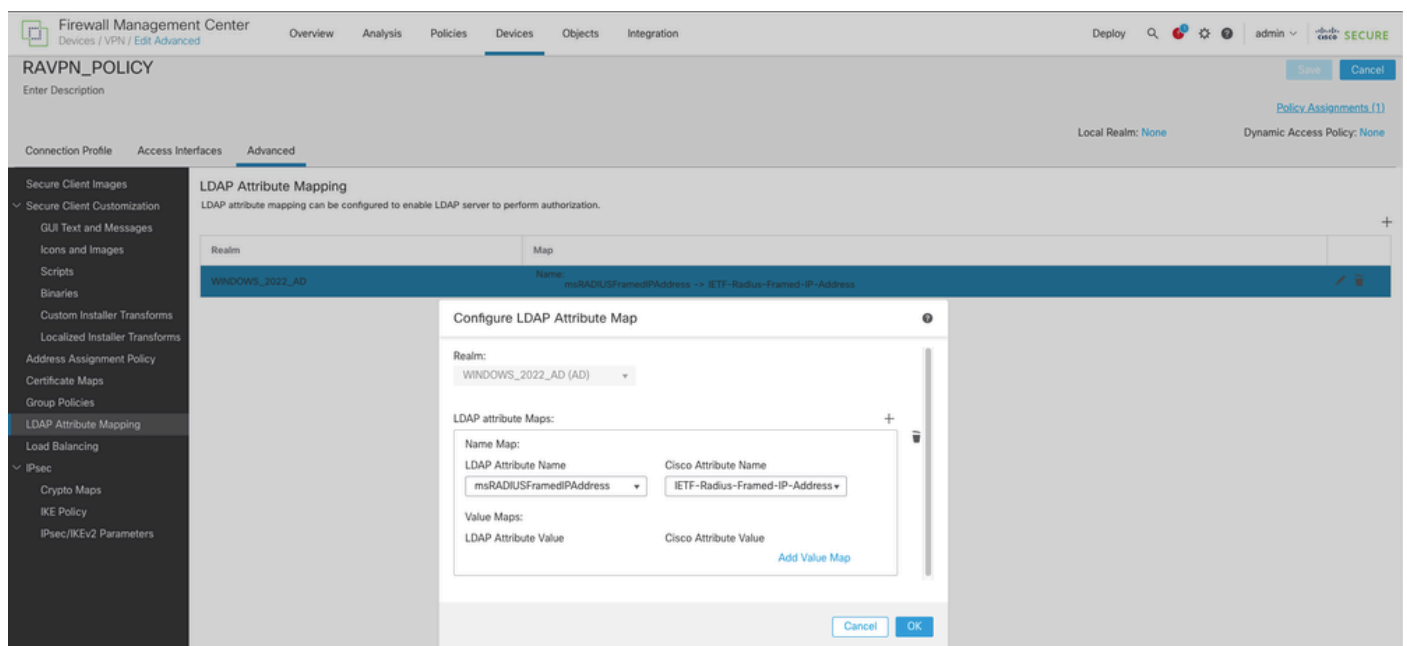 Firewall Management Center
Devices / VPN / Edit Advanced
Overview Analysis Policies Devices Objects Integration
Deploy admin CISCO SECURE
RAVPN_POLICY
Save Cancel
Enter Description
Policy Assignments (1)
Local Realm: None Dynamic Access Policy: None
Connection Profile Access Interfaces Advanced
Secure Client Images
Secure Client Customization
GUI Text and Messages
Icons and Images
Scripts
Binaries
Custom Installer Transforms
Localized Installer Transforms
Address Assignment Policy
Certificate Maps
Group Policies
LDAP Attribute Mapping
Load Balancing
IPsec
Crypto Maps
IKE Policy
IPsec/IKEv2 Parameters
LDAP Attribute Mapping
LDAP attribute mapping can be configured to enable LDAP server to perform authorization.
+
Realm Map
WINDOWS_2022_AD Name:
msRADIUSFramedIPAddress -> IETF-Radius-Framed-IP-Address
Configure LDAP Attribute Map
Realm:
WINDOWS_2022_AD (AD)
LDAP attribute Maps: +
Name Map:
LDAP Attribute Name Cisco Attribute Name
msRADIUSFramedIPAddress IETF-Radius-Framed-IP-Address
Value Maps:
LDAP Attribute Value Cisco Attribute Value
Add Value Map
Cancel OK